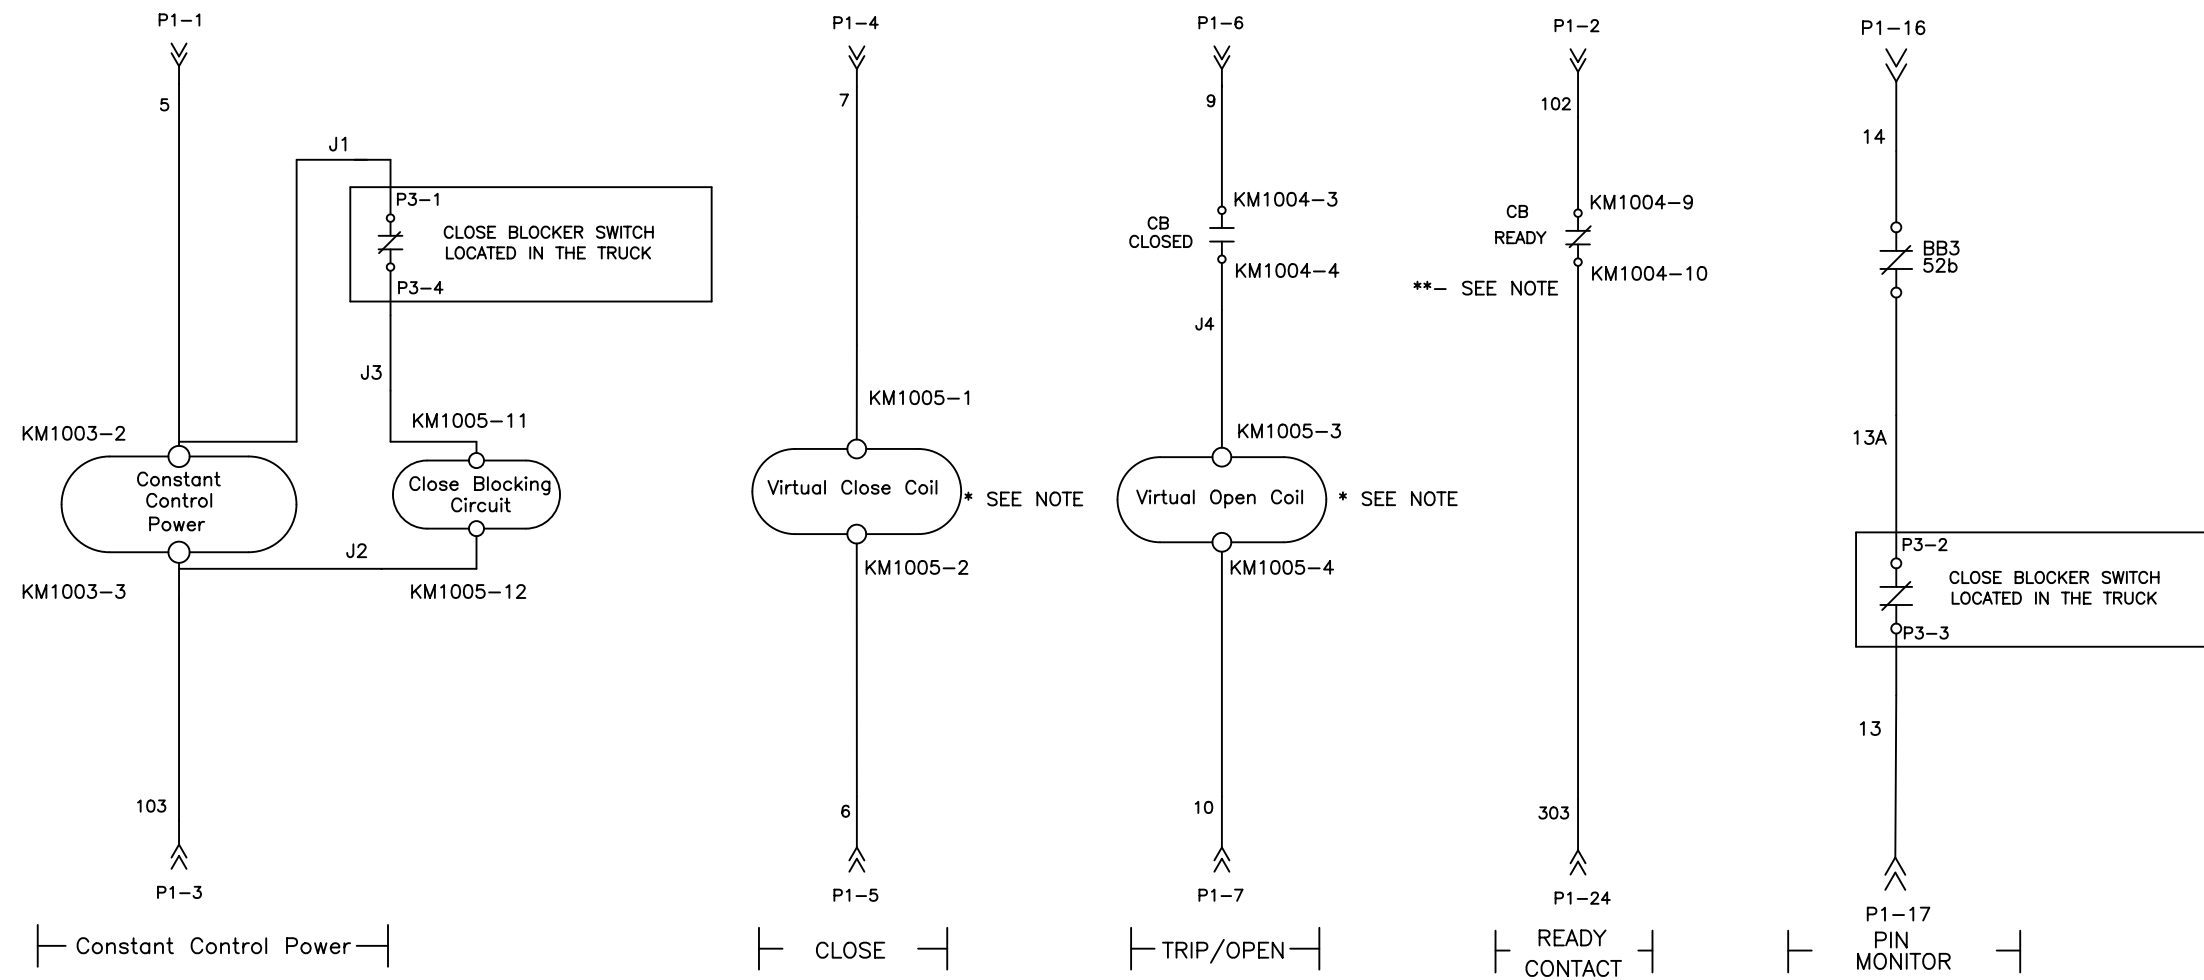 P1-1
5
J1
P3-1
CLOSE BLOCKER SWITCH
LOCATED IN THE TRUCK
P3-4
J3
KM1003-2
KM1005-11
Constant
Control
Power
Close Blocking
Circuit
J2
KM1003-3
KM1005-12
103
P1-3
Constant Control Power
P1-4
7
KM1005-1
Virtual Close Coil
* SEE NOTE
KM1005-2
6
P1-5
CLOSE
P1-6
9
KM1004-3
CB
CLOSED
KM1004-4
J4
KM1005-3
Virtual Open Coil
* SEE NOTE
KM1005-4
10
P1-7
TRIP/OPEN
P1-2
102
KM1004-9
CB
READY
KM1004-10
**- SEE NOTE
303
P1-24
READY
CONTACT
P1-16
14
BB3
52b
13A
P3-2
CLOSE BLOCKER SWITCH
LOCATED IN THE TRUCK
P3-3
13
P1-17
PIN
MONITOR